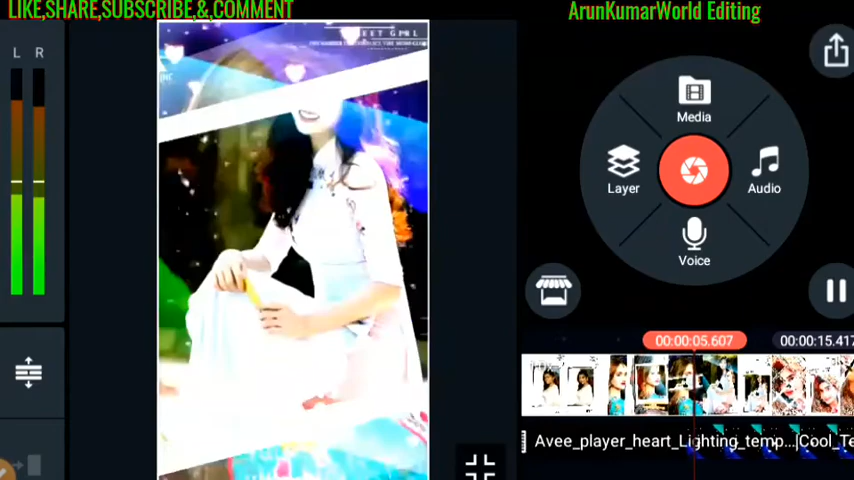 LIKE,SHARE,SUBSCRIBE,&,COMMENT
ArunKumarWorld Editing
L R
Media
Layer
Audio
Voice
00:00:05.607
00:00:15.417
Avee_player_heart_Lighting_temp...|Cool_Te